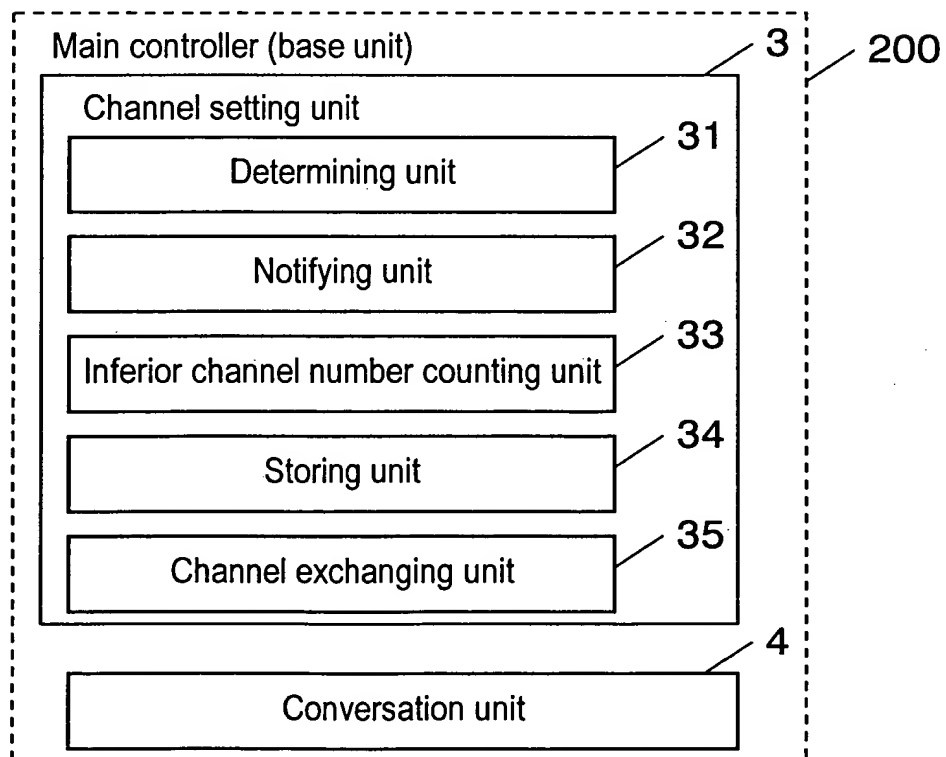 Main controller (base unit)
3
200
Channel setting unit
31
Determining unit
32
Notifying unit
33
Inferior channel number counting unit
34
Storing unit
35
Channel exchanging unit
4
Conversation unit